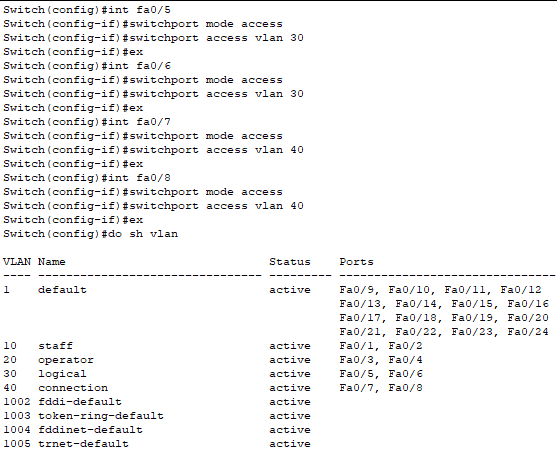 Switch(config)#int fa0/5
Switch(config-if)#switchport mode access
Switch(config-if)#switchport access vlan 30
Switch(config-if)#ex
Switch(config)#int fa0/6
Switch(config-if)#switchport mode access
Switch(config-if)#switchport access vlan 30
Switch(config-if)#ex
Switch(config)#int fa0/7
Switch(config-if)#switchport mode access
Switch(config-if)#switchport access vlan 40
Switch(config-if)#ex
Switch(config)#int fa0/8
Switch(config-if)#switchport mode access
Switch(config-if)#switchport access vlan 40
Switch(config-if)#ex
Switch(config)#do sh vlan

VLAN Name                             Status    Ports
---- -------------------------------- --------- -------------------------------
1    default                          active    Fa0/9, Fa0/10, Fa0/11, Fa0/12
                                                Fa0/13, Fa0/14, Fa0/15, Fa0/16
                                                Fa0/17, Fa0/18, Fa0/19, Fa0/20
                                                Fa0/21, Fa0/22, Fa0/23, Fa0/24
10   staff                            active    Fa0/1, Fa0/2
20   operator                         active    Fa0/3, Fa0/4
30   logical                          active    Fa0/5, Fa0/6
40   connection                       active    Fa0/7, Fa0/8
1002 fddi-default                     active
1003 token-ring-default               active
1004 fddinet-default                  active
1005 trnet-default                    active